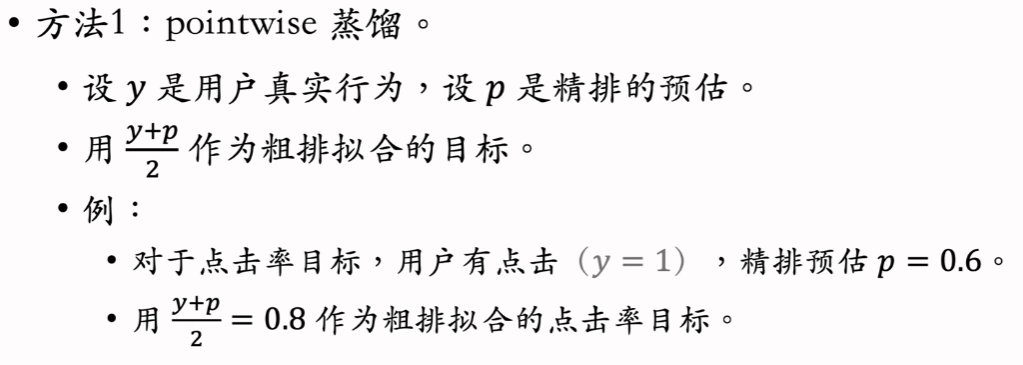 • 方法1：pointwise 蒸馏。
• 设 y 是用户真实行为，设 p 是精排的预估。
• 用 (y+p)/2 作为粗排拟合的目标。
• 例：
• 对于点击率目标，用户有点击（y = 1），精排预估 p = 0.6。
• 用 (y+p)/2 = 0.8 作为粗排拟合的点击率目标。